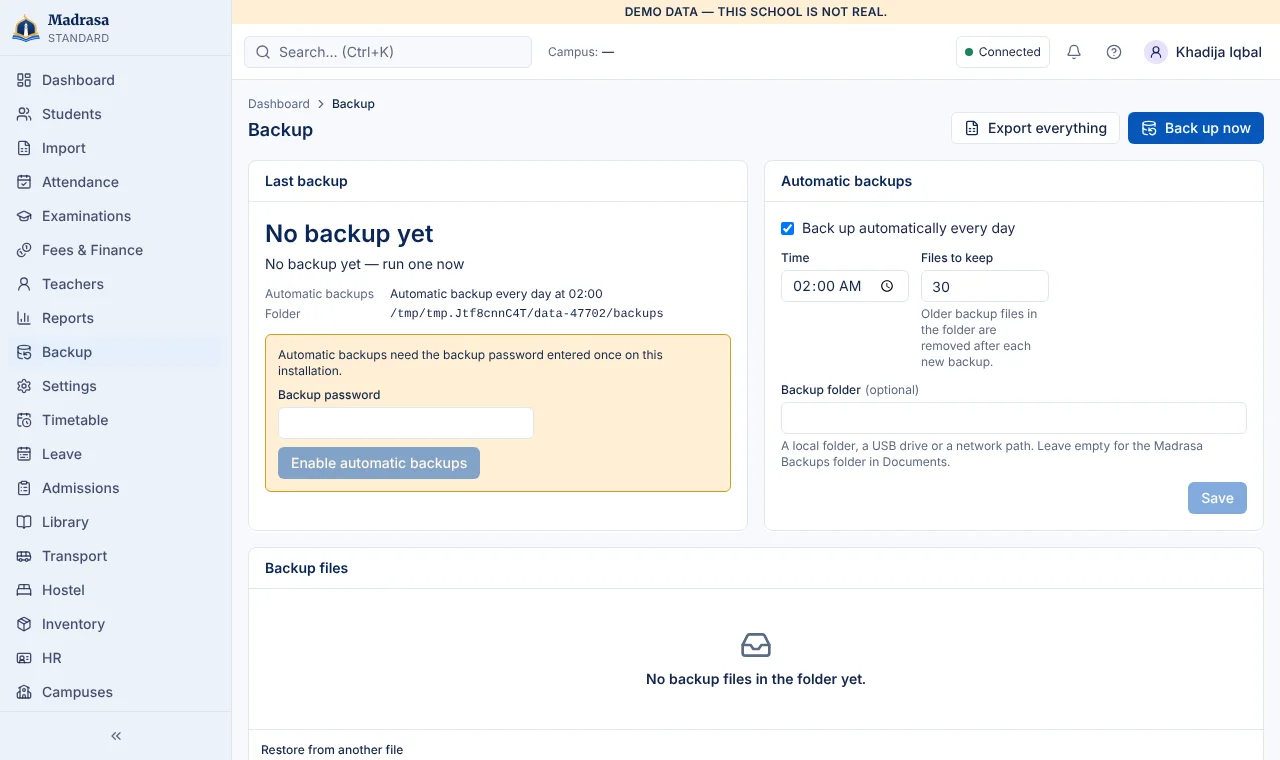 Madrasa
STANDARD
Dashboard
Students
Import
Attendance
Examinations
Fees & Finance
Teachers
Reports
Backup
Settings
Timetable
Leave
Admissions
Library
Transport
Hostel
Inventory
HR
Campuses
«
DEMO DATA — THIS SCHOOL IS NOT REAL.
Search... (Ctrl+K)
Campus: —
Connected
Khadija Iqbal
Dashboard > Backup
Backup
Export everything
Back up now
Last backup
No backup yet
No backup yet — run one now
Automatic backups Automatic backup every day at 02:00
Folder /tmp/tmp.Jtf8cnnC4T/data-47702/backups
Automatic backups need the backup password entered once on this
installation.
Backup password
Enable automatic backups
Automatic backups
Back up automatically every day
Time
02:00 AM
Files to keep
30
Older backup files in
the folder are
removed after each
new backup.
Backup folder (optional)
A local folder, a USB drive or a network path. Leave empty for the Madrasa
Backups folder in Documents.
Save
Backup files
No backup files in the folder yet.
Restore from another file